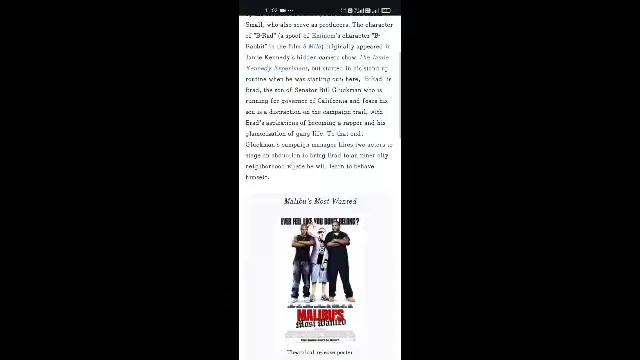 11:02
Small, who also serve as producers. The character
of "B-Rad" (a spoof of Eminem's character "B-
Rabbit" in the film 8 Mile) originally appeared in
Jamie Kennedy's hidden-camera show, The Jamie
Kennedy Experiment, but started in his stand-up
routine when he was starting out here. B-Rad is
Brad, the son of Senator Bill Gluckman who is
running for governor of California and fears his
son is a distraction on the campaign trail, with
Brad's aspirations of becoming a rapper and his
glamorization of gang life. To that end,
Gluckman's campaign manager hires two actors to
stage an abduction to bring Brad to an inner city
neighborhood where he will learn to behave
himself.
Malibu's Most Wanted
EVER FEEL LIKE YOU DON'T BELONG?
MALIBU'S
Most WANTED
Theatrical release poster